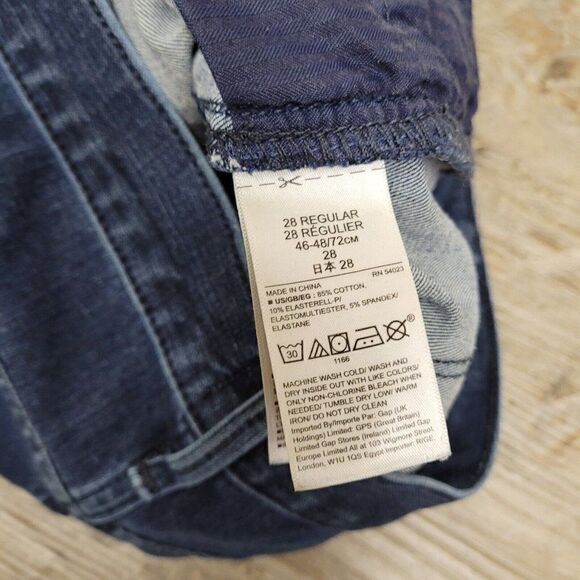 28 REGULAR
28 RÉGULIER
46-48/72CM
28
日本 28
RN 54023
MADE IN CHINA
■ US/GB/EG : 85% COTTON,
10% ELASTERELL-P/
ELASTOMULTIESTER, 5% SPANDEX/
ELASTANE
30
1166
MACHINE WASH COLD/ WASH AND
DRY INSIDE OUT WITH LIKE COLORS/
ONLY NON-CHLORINE BLEACH WHEN
NEEDED/ TUMBLE DRY LOW/ WARM
IRON/ DO NOT DRY CLEAN
Imported By/Importe Par: Gap (UK
Holdings) Limited: GPS (Great Britain)
Limited Gap Stores (Ireland) Limited Gap
Europe Limited All at 103 Wigmore Street.
London, W1U 1QS Egypt Importer: RIGE.